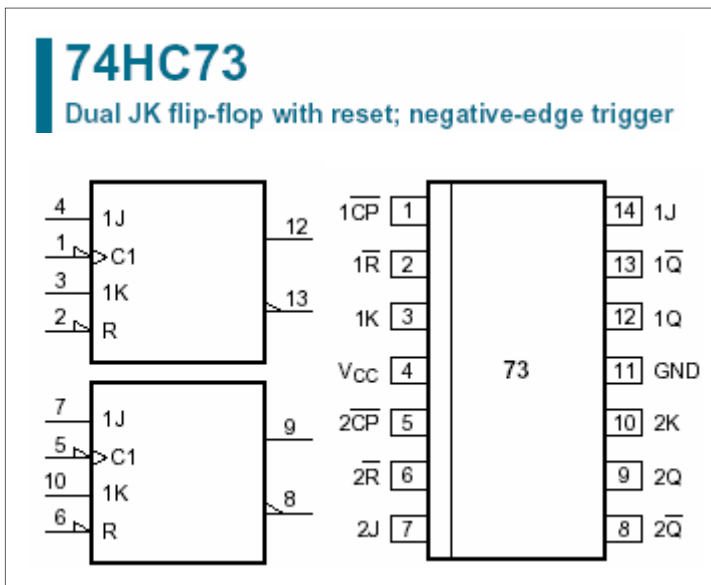 74HC73
Dual JK flip-flop with reset; negative-edge trigger
4 1J
1 C1
3 1K
2 R
12
13
7 1J
5 C1
10 1K
6 R
9
8
1C̅P̅ 1
1R̅ 2
1K 3
VCC 4
2C̅P̅ 5
2R̅ 6
2J 7
73
14 1J
13 1Q̅
12 1Q
11 GND
10 2K
9 2Q
8 2Q̅